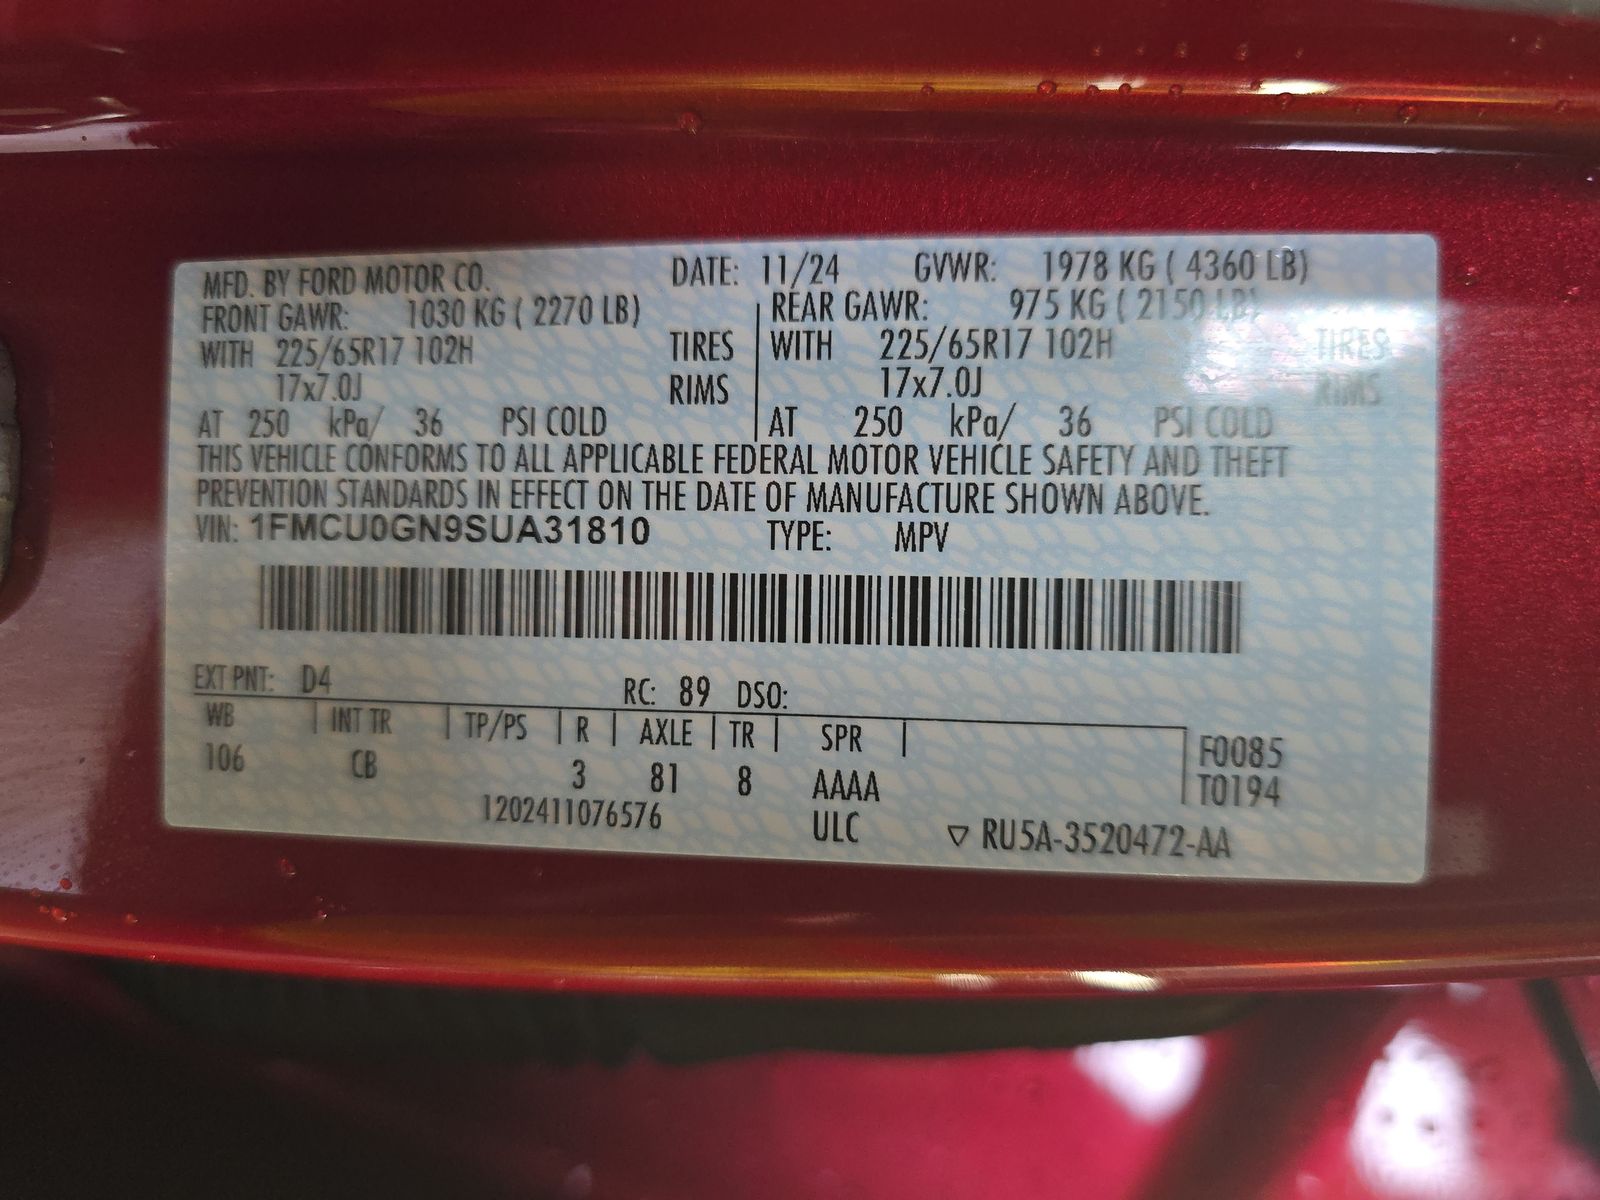 MFD. BY FORD MOTOR CO. DATE: 11/24 GVWR: 1978 KG ( 4360 LB)
FRONT GAWR: 1030 KG ( 2270 LB) REAR GAWR: 975 KG ( 2150 LB)
WITH 225/65R17 102H TIRES WITH 225/65R17 102H TIRES
17x7.0J RIMS 17x7.0J RIMS
AT 250 kPa/ 36 PSI COLD AT 250 kPa/ 36 PSI COLD
THIS VEHICLE CONFORMS TO ALL APPLICABLE FEDERAL MOTOR VEHICLE SAFETY AND THEFT
PREVENTION STANDARDS IN EFFECT ON THE DATE OF MANUFACTURE SHOWN ABOVE.
VIN: 1FMCU0GN9SUA31810 TYPE: MPV
EXT PNT: D4 RC: 89 DSO:
WB INT TR TP/PS R AXLE TR SPR F0085
106 CB 3 81 8 AAAA T0194
1202411076576 ULC ▽ RU5A-3520472-AA